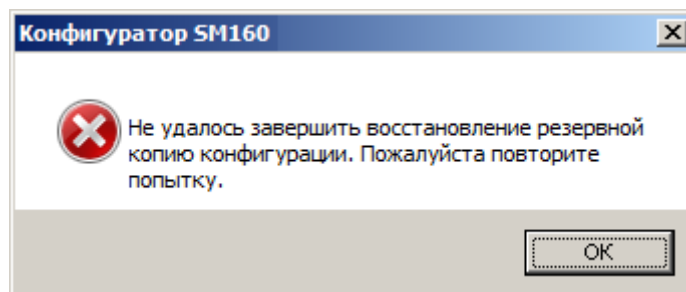 Конфигуратор SM160
Не удалось завершить восстановление резервной
копию конфигурации. Пожалуйста повторите
попытку.
OK